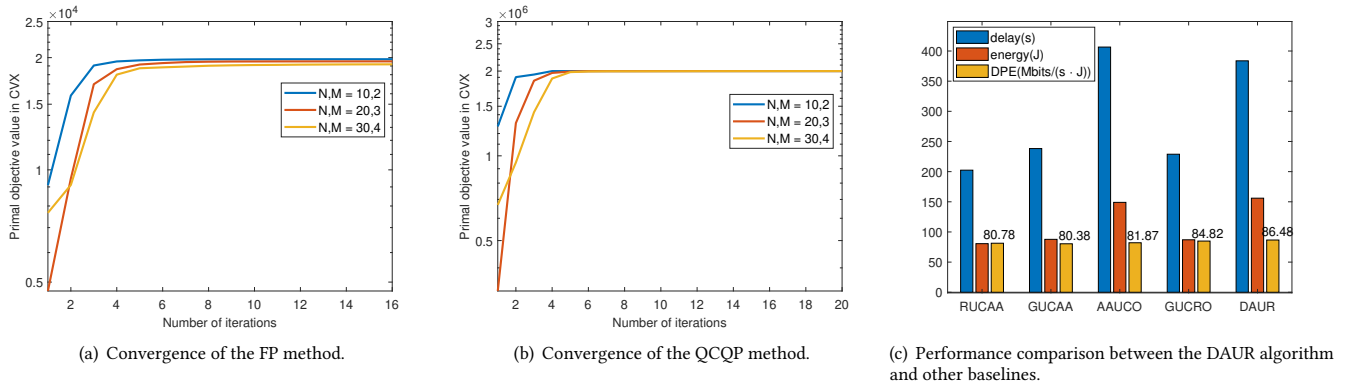 2.5 ×10⁴
2
1.5
1
0.5
2 4 6 8 10 12 14 16
Primal objective value in CVX
Number of iterations
N,M = 10,2
N,M = 20,3
N,M = 30,4
(a) Convergence of the FP method.
3 ×10⁶
2.5
2
1.5
1
0.5
2 4 6 8 10 12 14 16 18 20
Primal objective value in CVX
Number of iterations
N,M = 10,2
N,M = 20,3
N,M = 30,4
(b) Convergence of the QCQP method.
delay(s)
energy(J)
DPE(Mbits/(s · J))
400
350
300
250
200
150
100
50
0
80.78 80.38 81.87 84.82 86.48
RUCAA GUCAA AAUCO GUCRO DAUR
(c) Performance comparison between the DAUR algorithm
and other baselines.